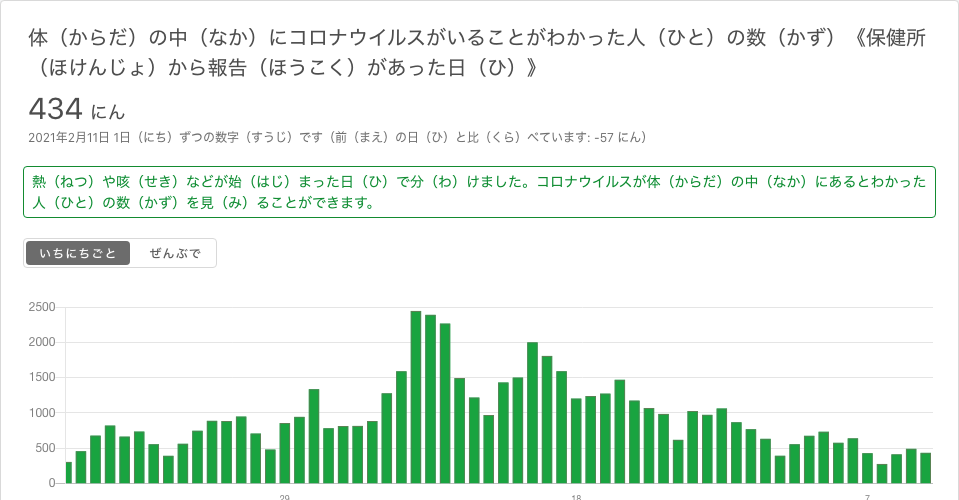 体（からだ）の中（なか）にコロナウイルスがいることがわかった人（ひと）の数（かず）《保健所
（ほけんじょ）から報告（ほうこく）があった日（ひ）》
434 にん
2021年2月11日 1日（にち）ずつの数字（すうじ）です（前（まえ）の日（ひ）と比（くら）べています: -57 にん）
熱（ねつ）や咳（せき）などが始（はじ）まった日（ひ）で分（わ）けました。コロナウイルスが体（からだ）の中（なか）にあるとわかった
人（ひと）の数（かず）を見（み）ることができます。
いちにちごと ぜんぶで
2500
2000
1500
1000
500
0
29 18 7